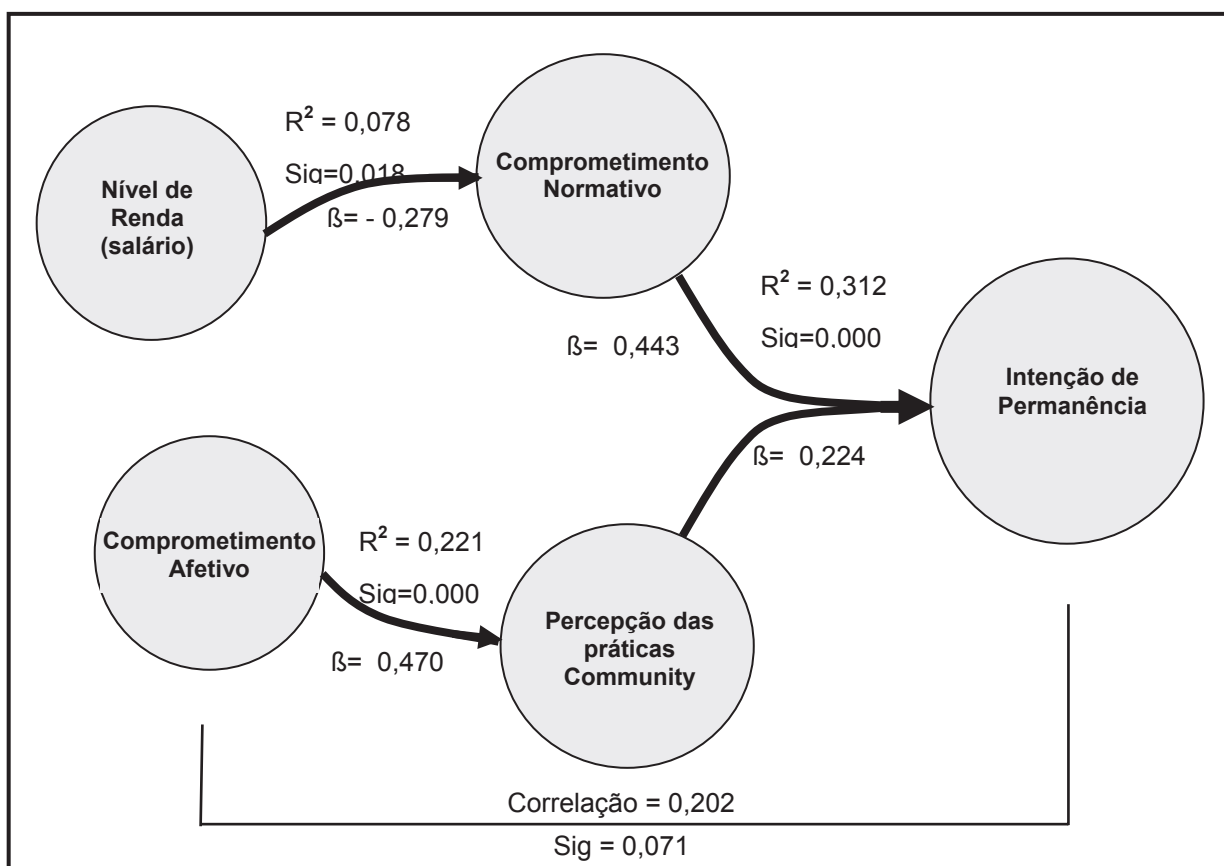 R² = 0,078
Sig=0,018
ß= - 0,279
Nível de
Renda
(salário)
Comprometimento
Normativo
R² = 0,312
Sig=0,000
ß= 0,443
Intenção de
Permanência
ß= 0,224
Comprometimento
Afetivo
R² = 0,221
Sig=0,000
ß= 0,470
Percepção das
práticas
Community
Correlação = 0,202
Sig = 0,071